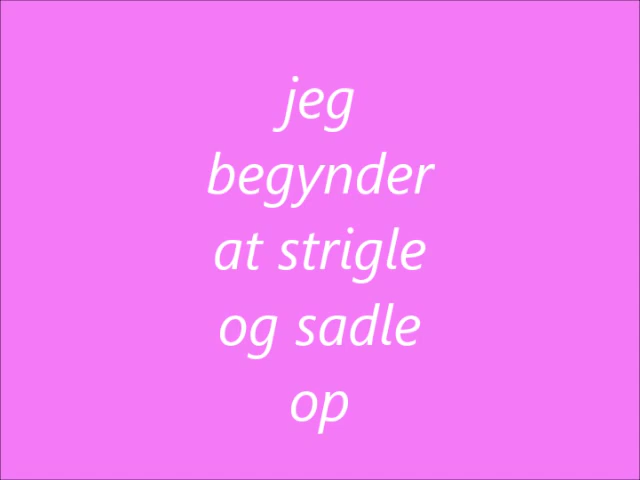 jeg
begynder
at strigle
og sadle
op